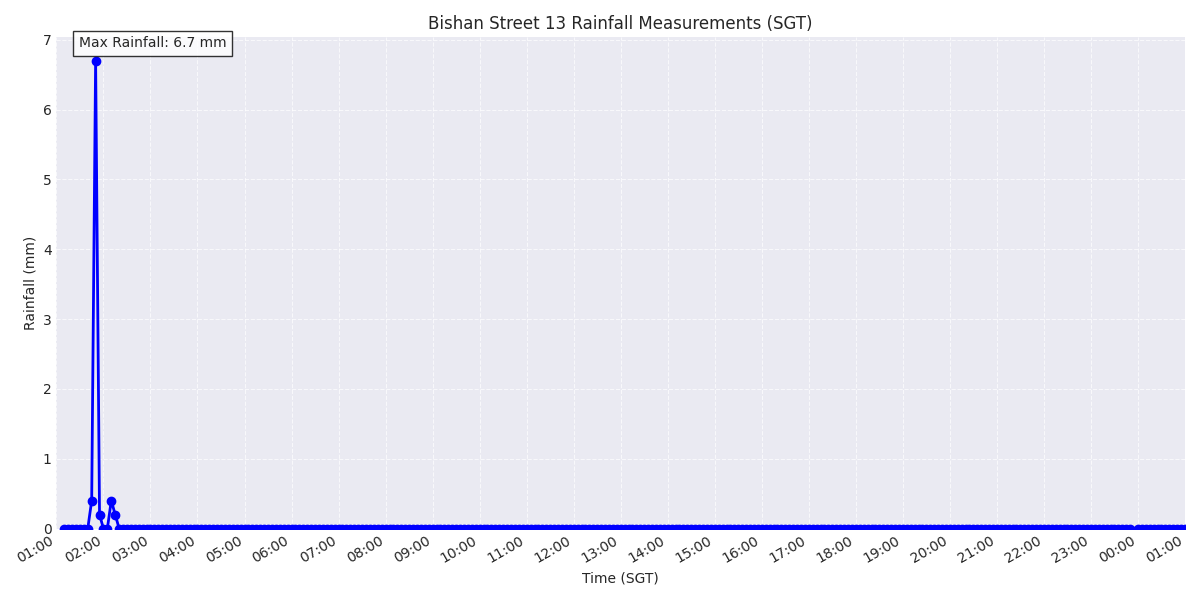 Bishan Street 13 Rainfall Measurements (SGT)
Max Rainfall: 6.7 mm
7
6
5
4
3
2
1
0
Rainfall (mm)
01:00 02:00 03:00 04:00 05:00 06:00 07:00 08:00 09:00 10:00 11:00 12:00 13:00 14:00 15:00 16:00 17:00 18:00 19:00 20:00 21:00 22:00 23:00 00:00 01:00
Time (SGT)